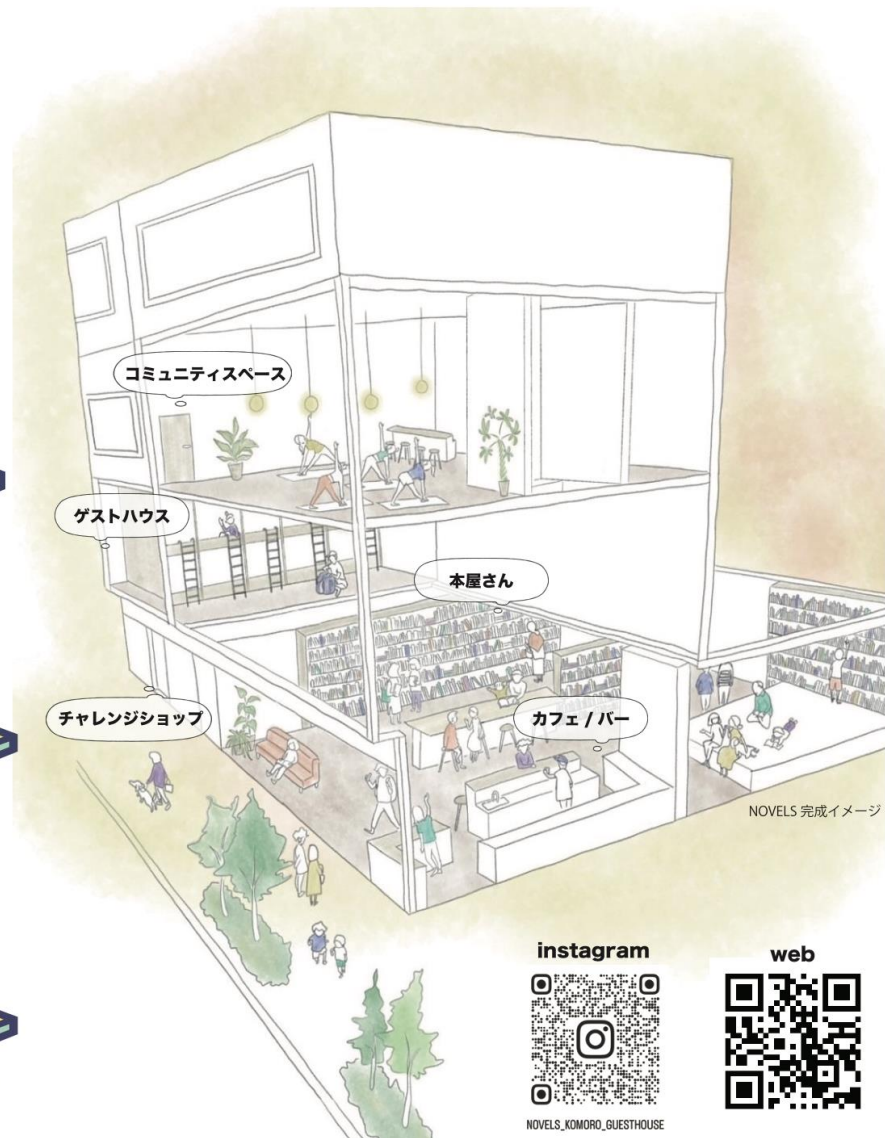 コミュニティスペース
ゲストハウス
本屋さん
チャレンジショップ
カフェ / バー
NOVELS 完成イメージ
instagram
web
NOVELS_KOMORO_GUESTHOUSE